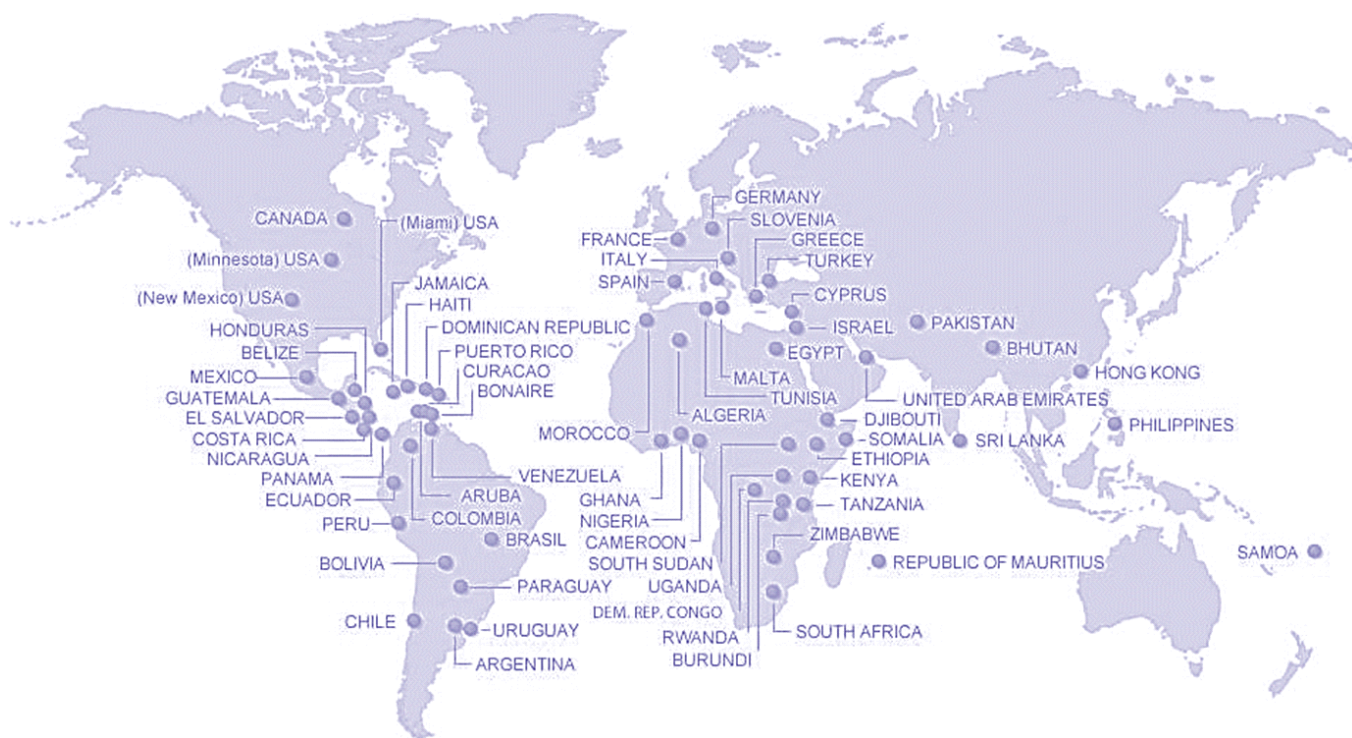 CANADA
(Miami) USA
(Minnesota) USA
(New Mexico) USA
JAMAICA
HAITI
HONDURAS
DOMINICAN REPUBLIC
BELIZE
PUERTO RICO
CURACAO
MEXICO
BONAIRE
GUATEMALA
EL SALVADOR
COSTA RICA
NICARAGUA
PANAMA
VENEZUELA
ECUADOR
ARUBA
COLOMBIA
PERU
BRASIL
BOLIVIA
PARAGUAY
CHILE
URUGUAY
ARGENTINA
GERMANY
SLOVENIA
FRANCE
GREECE
ITALY
TURKEY
SPAIN
CYPRUS
ISRAEL
PAKISTAN
EGYPT
BHUTAN
MALTA
HONG KONG
TUNISIA
UNITED ARAB EMIRATES
ALGERIA
DJIBOUTI
PHILIPPINES
MOROCCO
SOMALIA
SRI LANKA
ETHIOPIA
KENYA
GHANA
TANZANIA
NIGERIA
ZIMBABWE
CAMEROON
SAMOA
SOUTH SUDAN
REPUBLIC OF MAURITIUS
UGANDA
DEM. REP. CONGO
RWANDA
SOUTH AFRICA
BURUNDI